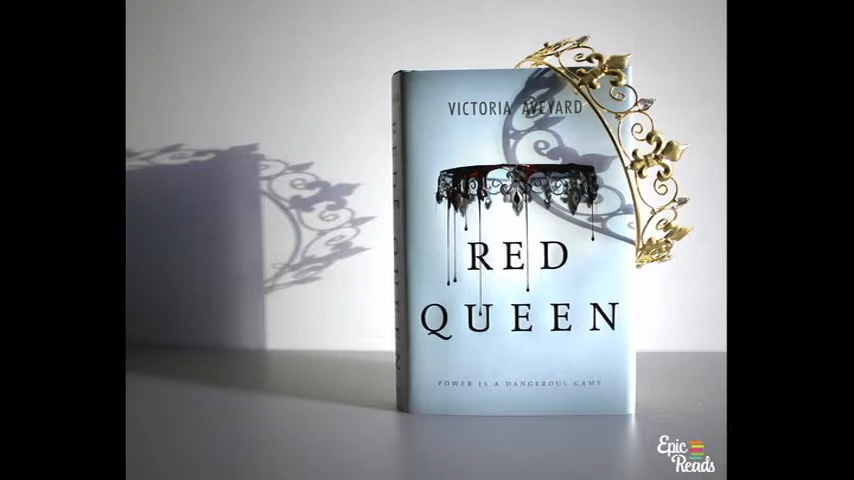 VICTORIA AVEYARD
RED
QUEEN
POWER IS A DANGEROUS GAME
Epic
Reads